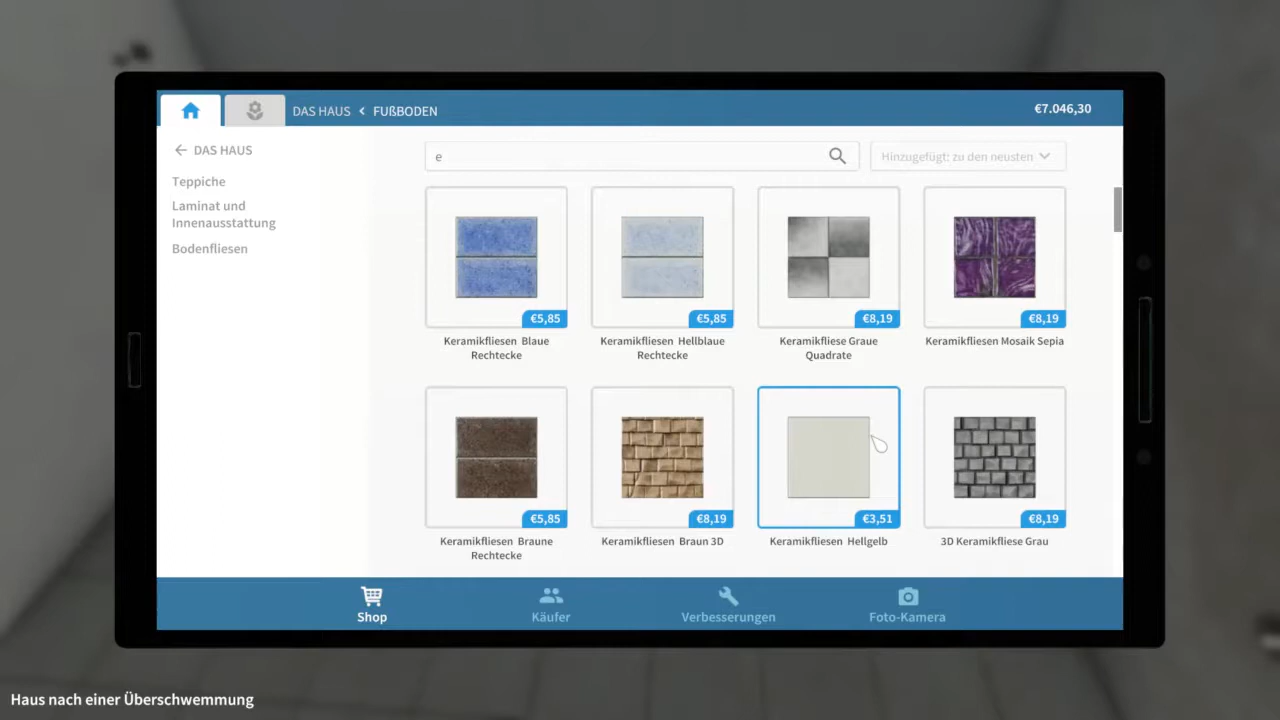 DAS HAUS < FUßBODEN
€7.046,30
← DAS HAUS
Teppiche
Laminat und
Innenausstattung
Bodenfliesen
e
Hinzugefügt: zu den neusten
€5,85
€5,85
€8,19
€8,19
Keramikfliesen Blaue
Rechtecke
Keramikfliesen Hellblaue
Rechtecke
Keramikfliese Graue
Quadrate
Keramikfliesen Mosaik Sepia
€5,85
€8,19
€3,51
€8,19
Keramikfliesen Braune
Rechtecke
Keramikfliesen Braun 3D
Keramikfliesen Hellgelb
3D Keramikfliese Grau
Shop
Käufer
Verbesserungen
Foto-Kamera
Haus nach einer Überschwemmung